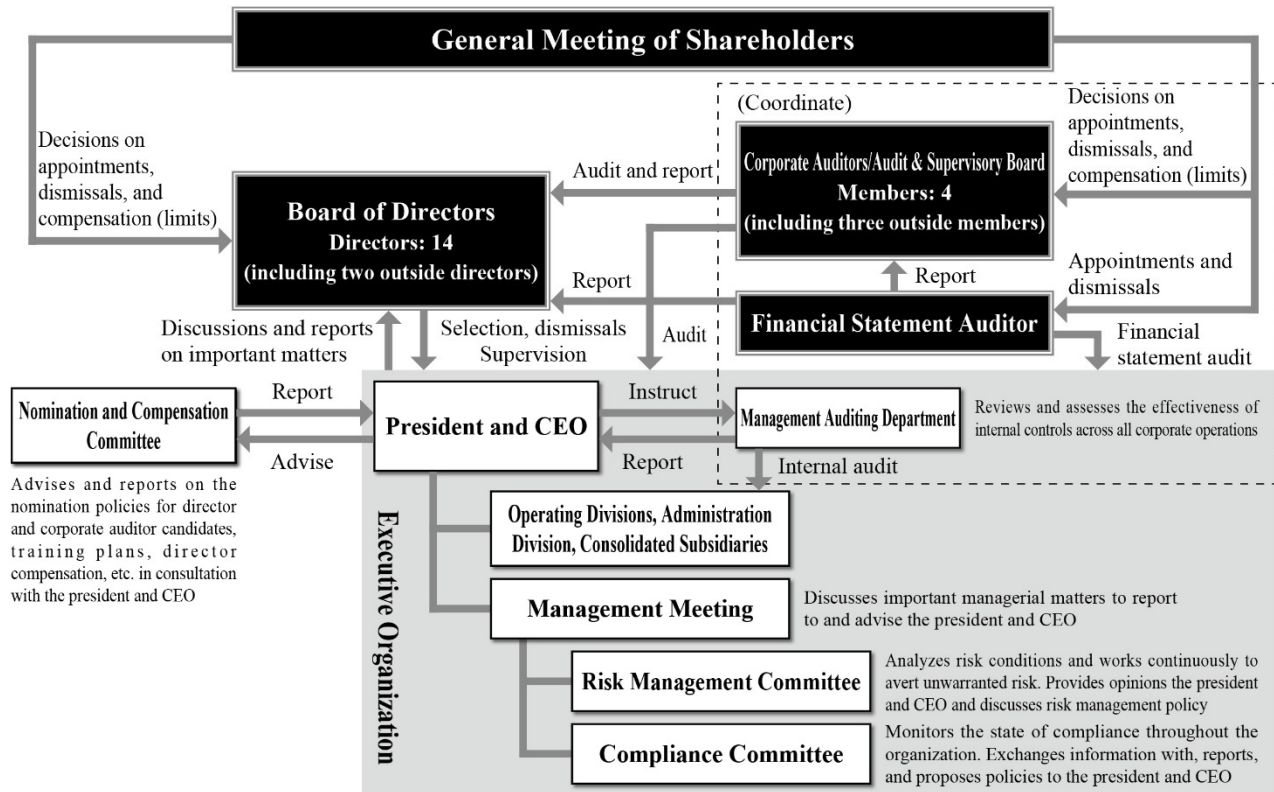 General Meeting of Shareholders
(Coordinate)
Decisions on
appointments,
dismissals, and
compensation (limits)
Board of Directors
Directors: 14
(including two outside directors)
Audit and report
Corporate Auditors/Audit & Supervisory Board
Members: 4
(including three outside members)
Decisions on
appointments,
dismissals, and
compensation (limits)
Report
Report
Appointments and
dismissals
Financial Statement Auditor
Discussions and reports
on important matters
Selection, dismissals
Supervision
Audit
Financial
statement audit
Nomination and Compensation
Committee
Report
Advise
President and CEO
Instruct
Report
Management Auditing Department
Reviews and assesses the effectiveness of
internal controls across all corporate operations
Internal audit
Advises and reports on the
nomination policies for director
and corporate auditor candidates,
training plans, director
compensation, etc. in consultation
with the president and CEO
Executive Organization
Operating Divisions, Administration
Division, Consolidated Subsidiaries
Management Meeting
Discusses important managerial matters to report
to and advise the president and CEO
Risk Management Committee
Analyzes risk conditions and works continuously to
avert unwarranted risk. Provides opinions the president
and CEO and discusses risk management policy
Compliance Committee
Monitors the state of compliance throughout the
organization. Exchanges information with, reports,
and proposes policies to the president and CEO